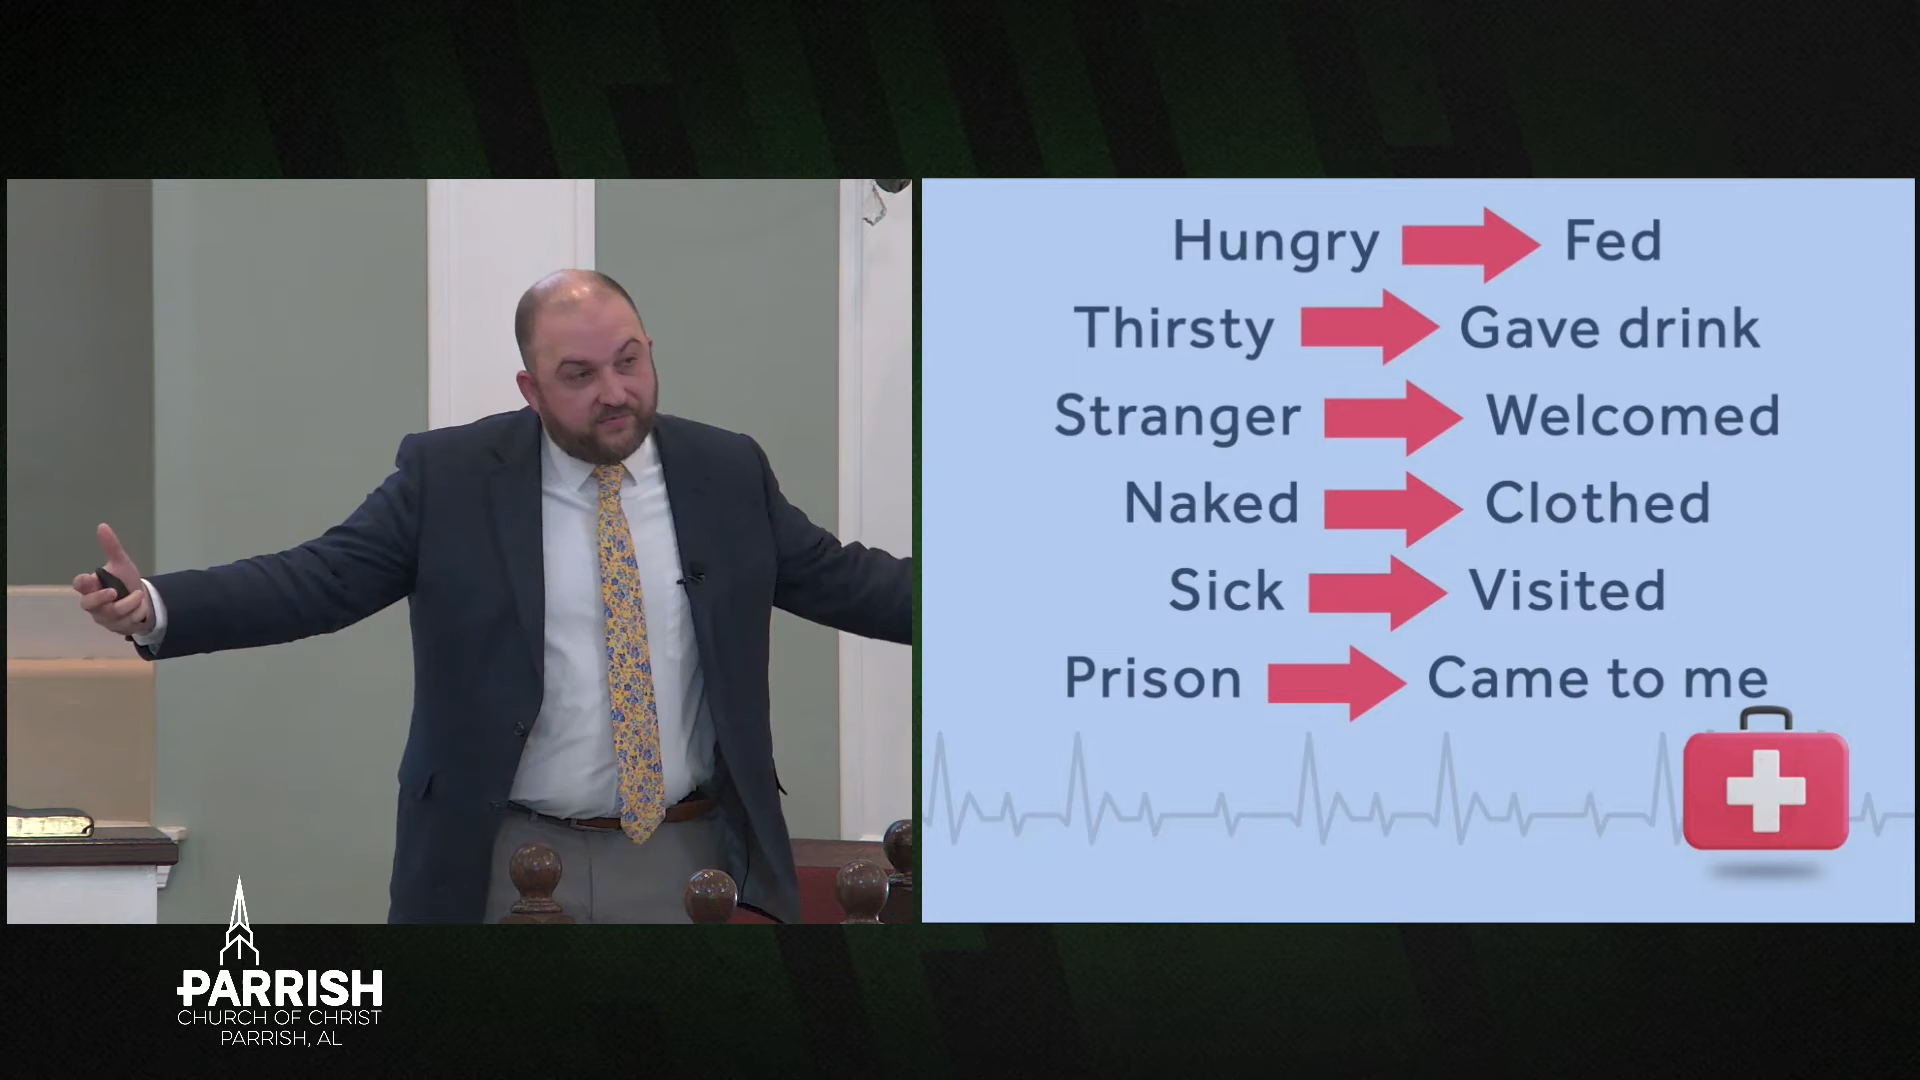 Hungry Fed
Thirsty Gave drink
Stranger Welcomed
Naked Clothed
Sick Visited
Prison Came to me
PARRISH
CHURCH OF CHRIST
PARRISH, AL